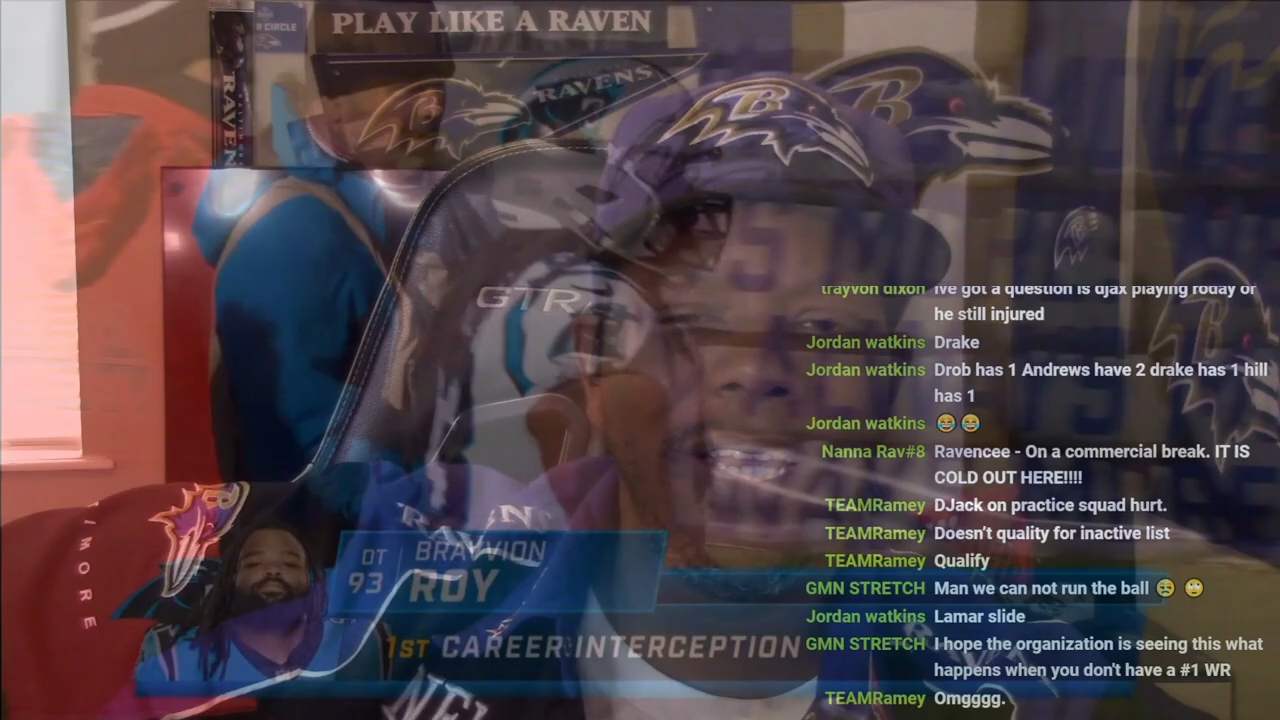 PLAY LIKE A RAVEN
R CIRCLE
RAVENS
RAVEN
B
B
GTR
trayvon dixon Ive got a question is djax playing roday or
he still injured
Jordan watkins Drake
Jordan watkins Drob has 1 Andrews have 2 drake has 1 hill
has 1
Jordan watkins 😂 😂
Nanna Rav#8 Ravencee - On a commercial break. IT IS
COLD OUT HERE!!!!
TEAMRamey DJack on practice squad hurt.
TEAMRamey Doesn’t quality for inactive list
TEAMRamey Qualify
GMN STRETCH Man we can not run the ball 😥 🙄
Jordan watkins Lamar slide
GMN STRETCH I hope the organization is seeing this what
happens when you don't have a #1 WR
TEAMRamey Omgggg.
RAVENS
DT
93
BRAVVION
ROY
1ST CAREER INTERCEPTION
IMORE
NFL